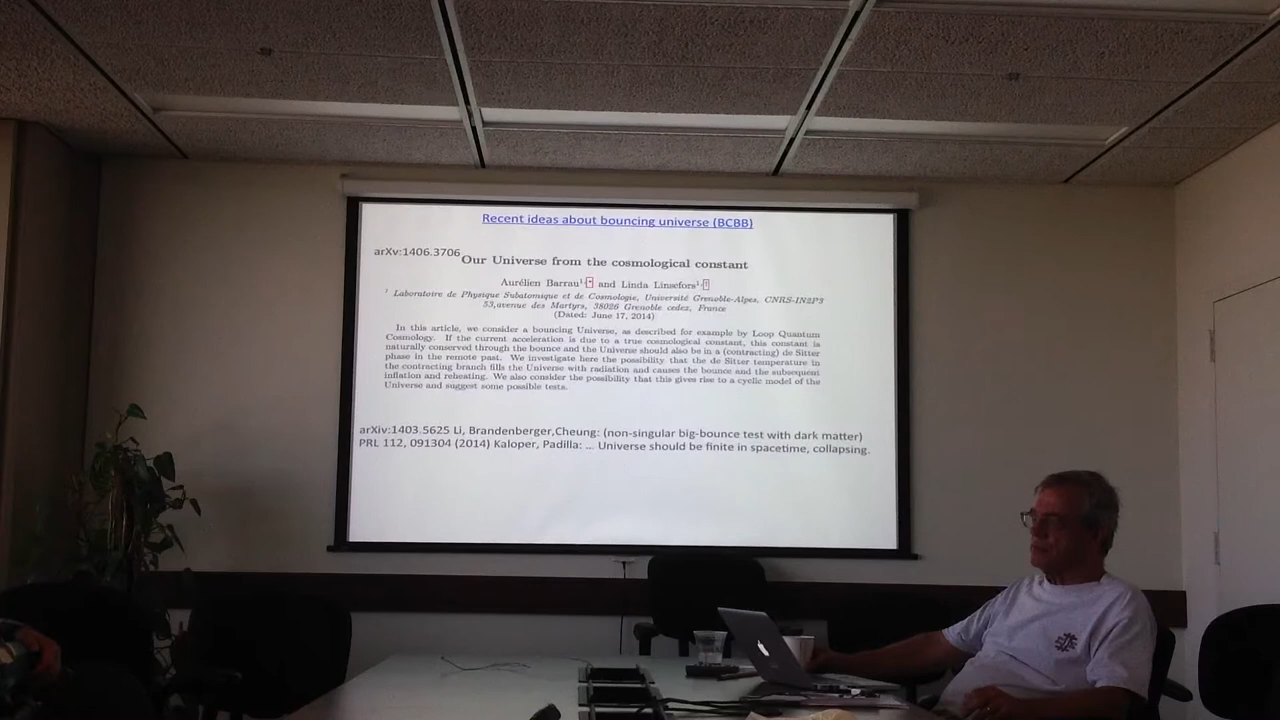 Recent ideas about bouncing universe (BCBB)
arXv:1406.3706
Our Universe from the cosmological constant
Aurélien Barrau¹,* and Linda Linsefors¹,†
¹ Laboratoire de Physique Subatomique et de Cosmologie, Université Grenoble-Alpes, CNRS-IN2P3
53,avenue des Martyrs, 38026 Grenoble cedex, France
(Dated: June 17, 2014)
In this article, we consider a bouncing Universe, as described for example by Loop Quantum
Cosmology. If the current acceleration is due to a true cosmological constant, this constant is
naturally conserved through the bounce and the Universe should also be in a (contracting) de Sitter
phase in the remote past. We investigate here the possibility that the de Sitter temperature in
the contracting branch fills the Universe with radiation and causes the bounce and the subsequent
inflation and reheating. We also consider the possibility that this gives rise to a cyclic model of the
Universe and suggest some possible tests.
arXiv:1403.5625 Li, Brandenberger,Cheung: (non-singular big-bounce test with dark matter)
PRL 112, 091304 (2014) Kaloper, Padilla: ... Universe should be finite in spacetime, collapsing.